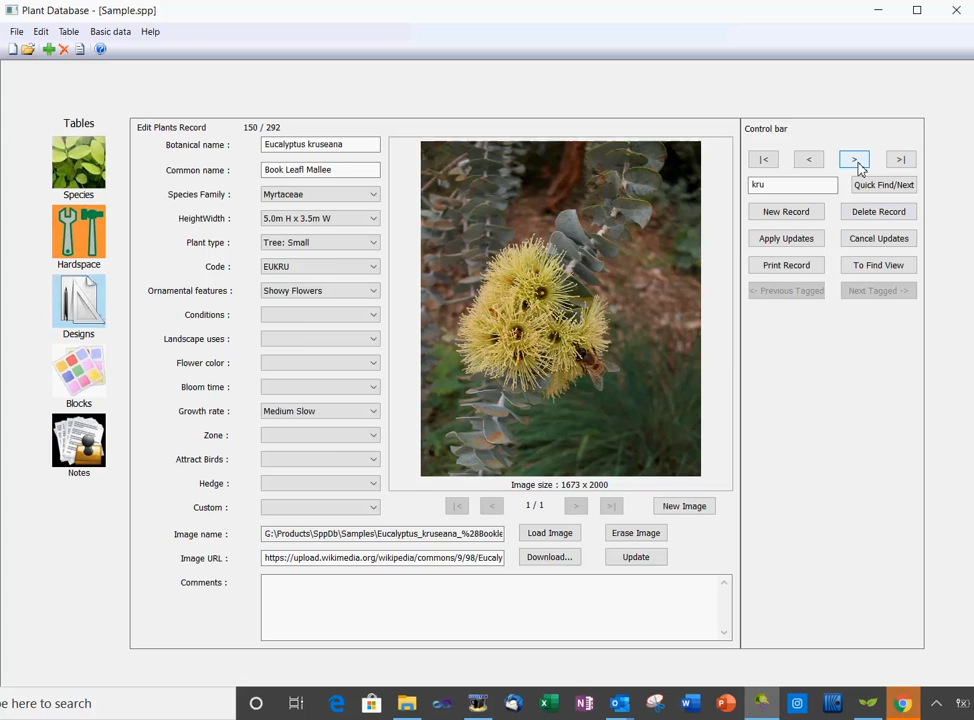 Plant Database - [Sample.spp]
File Edit Table Basic data Help
Tables
Species
Hardspace
Designs
Blocks
Notes
Edit Plants Record 150 / 292
Botanical name : Eucalyptus kruseana
Common name : Book Leafl Mallee
Species Family : Myrtaceae
HeightWidth : 5.0m H x 3.5m W
Plant type : Tree: Small
Code : EUKRU
Ornamental features : Showy Flowers
Conditions :
Landscape uses :
Flower color :
Bloom time :
Growth rate : Medium Slow
Zone :
Attract Birds :
Hedge :
Custom :
Image size : 1673 x 2000
|< < 1 / 1 > >| New Image
Image name : G:\Products\SppDb\Samples\Eucalyptus_kruseana_%28Bookle Load Image Erase Image
Image URL : https://upload.wikimedia.org/wikipedia/commons/9/98/Eucaly Download... Update
Comments :
Control bar
|< < > >|
kru Quick Find/Next
New Record Delete Record
Apply Updates Cancel Updates
Print Record To Find View
<- Previous Tagged Next Tagged ->
pe here to search